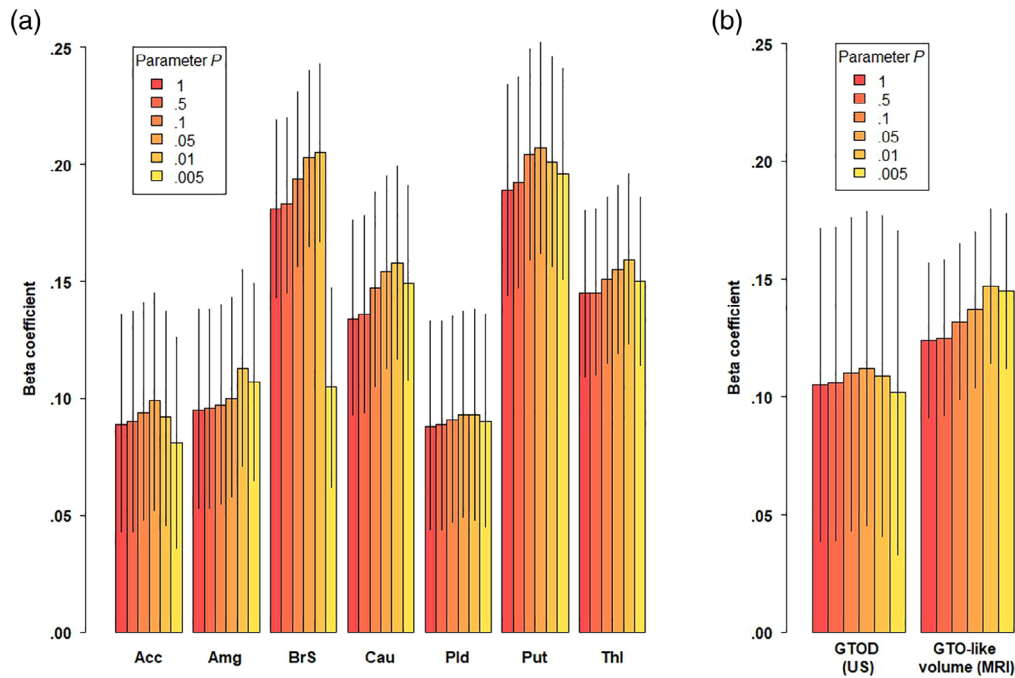 (a)
Beta coefficient
.25
.20
.15
.10
.05
.00
Parameter P
1
.5
.1
.05
.01
.005
Acc
Amg
BrS
Cau
Pld
Put
Thl
(b)
Beta coefficient
.25
.20
.15
.10
.05
.00
Parameter P
1
.5
.1
.05
.01
.005
GTOD
(US)
GTO-like
volume (MRI)